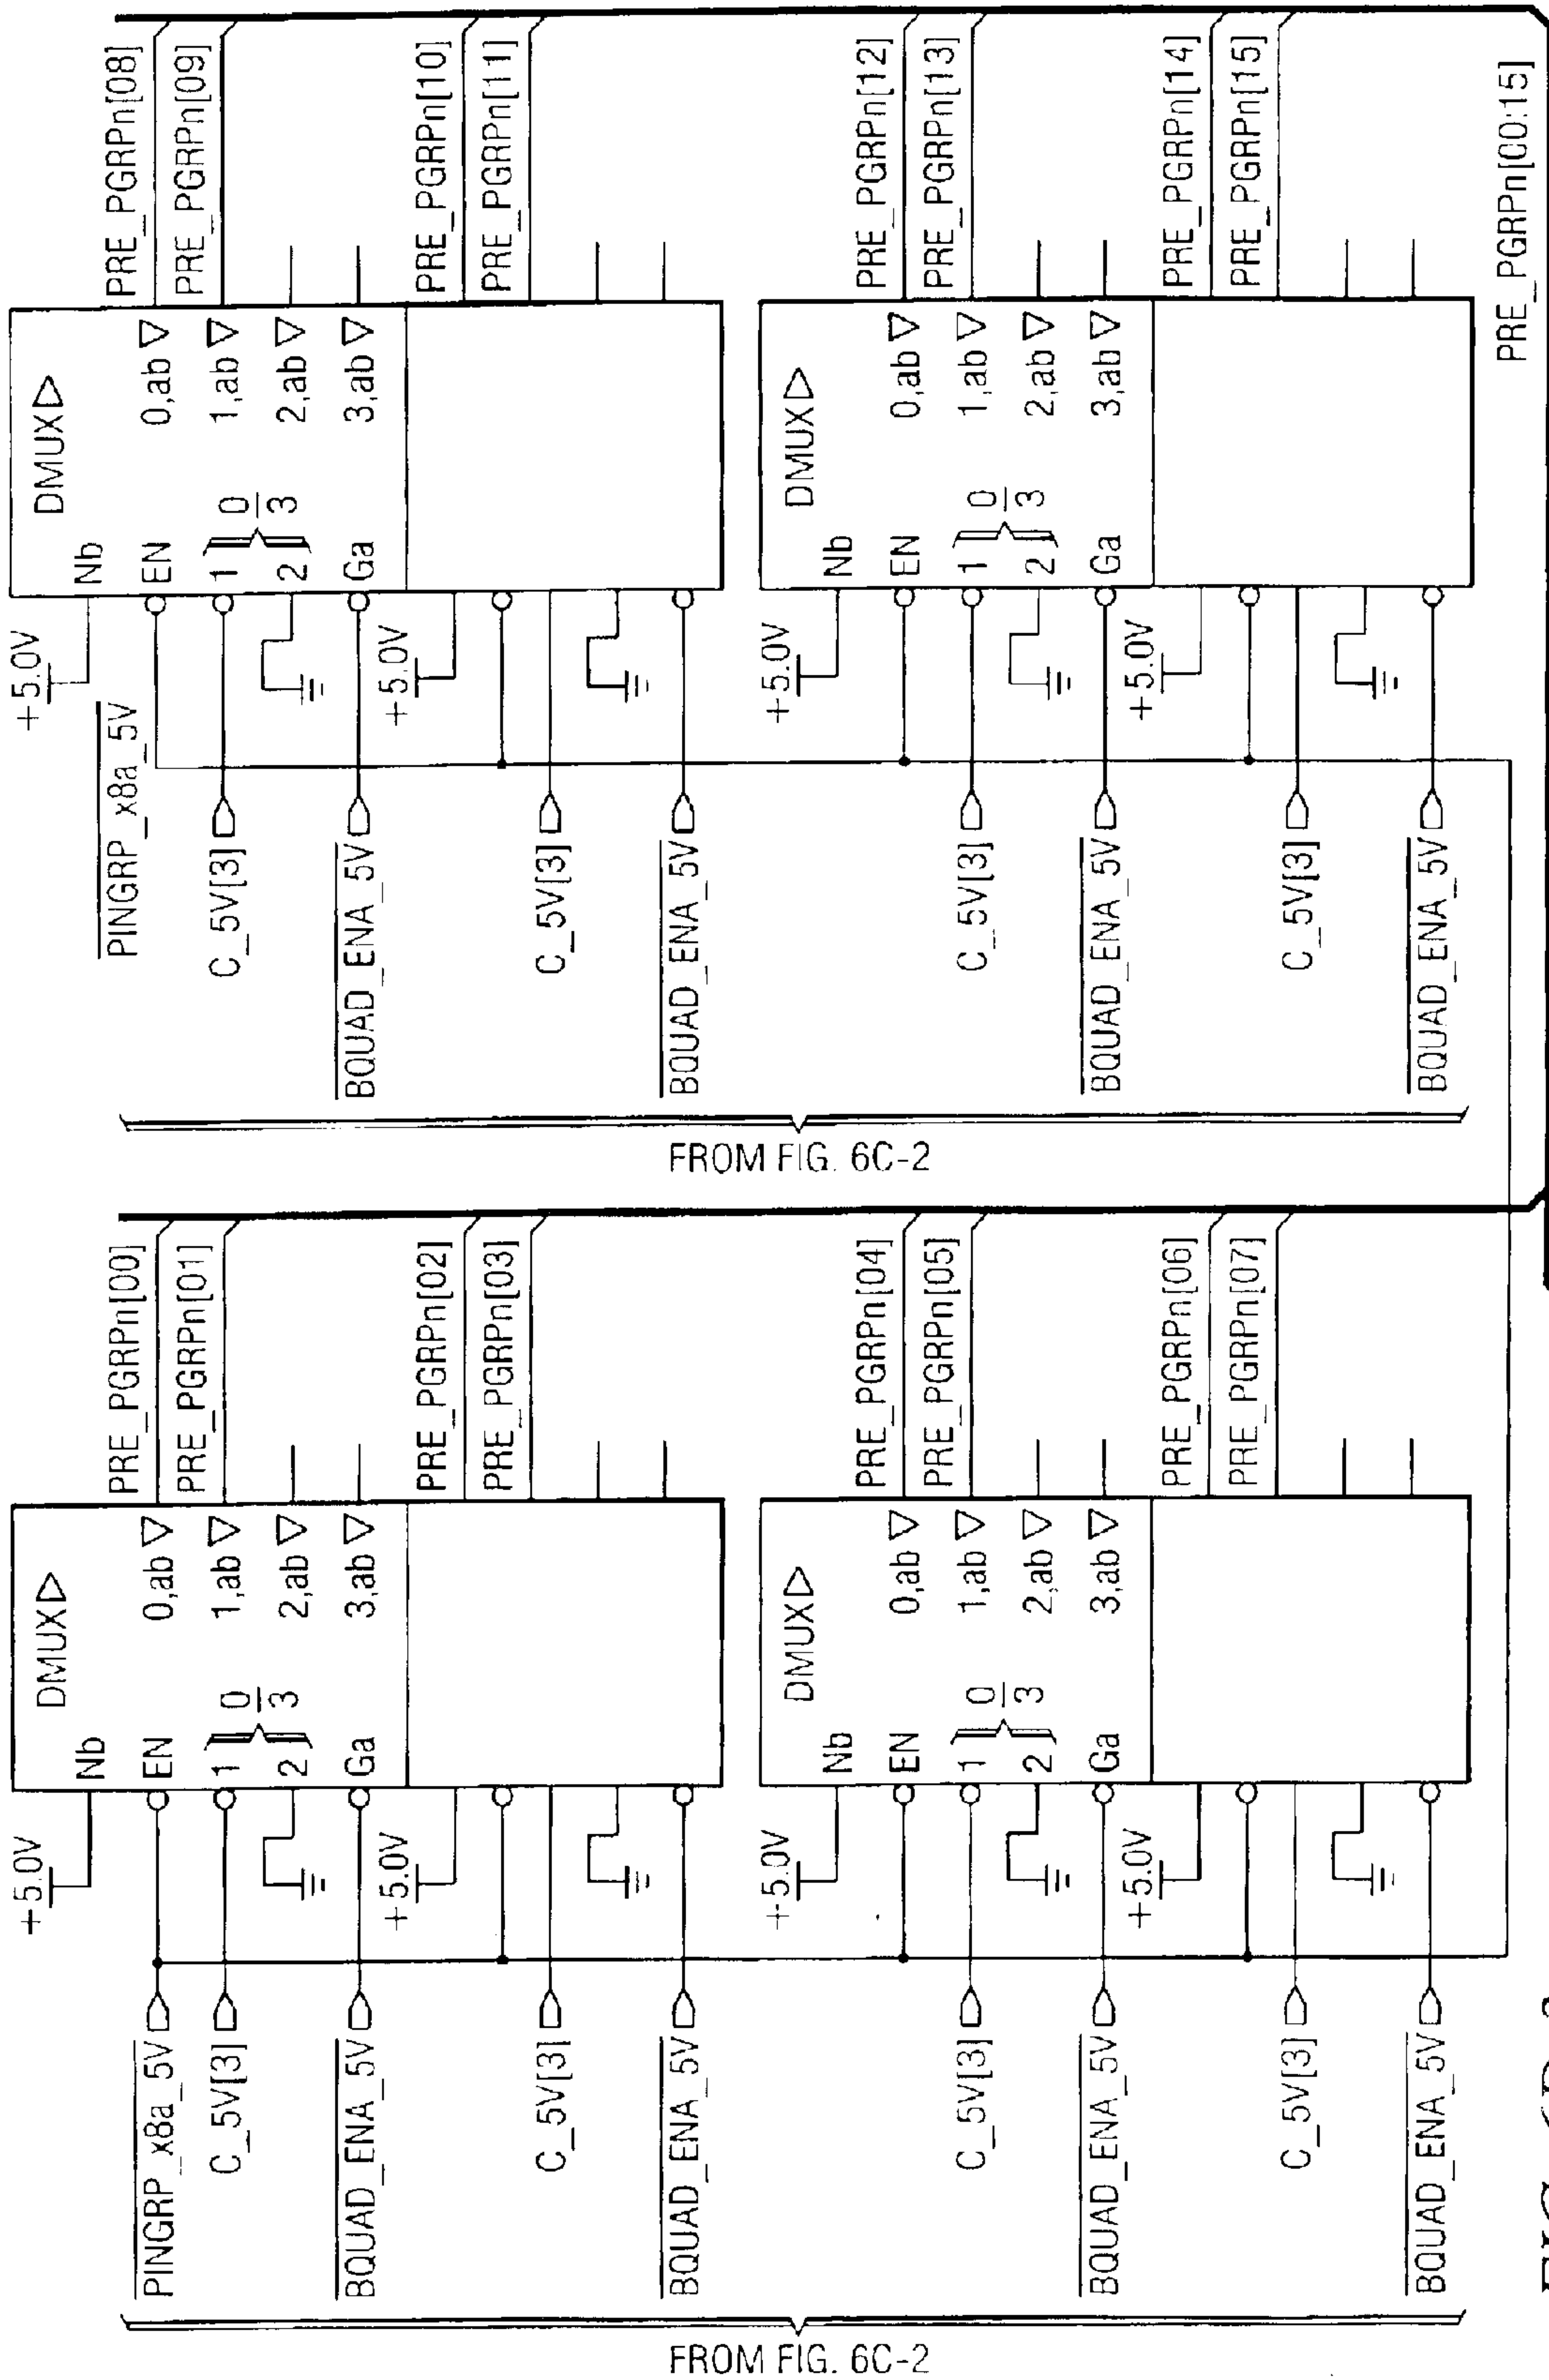 PINGRP_x8a_5V
C_5V[3]
BQUAD_ENA_5V
C_5V[3]
BQUAD_ENA_5V
C_5V[3]
BQUAD_ENA_5V
C_5V[3]
BQUAD_ENA_5V
FROM FIG. 6C-2
+5.0V
+5.0V
+5.0V
+5.0V
DMUX
Nb
EN
1
2
0
3
Ga
0,ab
1,ab
2,ab
3,ab
DMUX
Nb
EN
1
2
0
3
Ga
0,ab
1,ab
2,ab
3,ab
PRE_PGRPn[00]
PRE_PGRPn[01]
PRE_PGRPn[02]
PRE_PGRPn[03]
PRE_PGRPn[04]
PRE_PGRPn[05]
PRE_PGRPn[06]
PRE_PGRPn[07]
PINGRP_x8a_5V
C_5V[3]
BQUAD_ENA_5V
C_5V[3]
BQUAD_ENA_5V
C_5V[3]
BQUAD_ENA_5V
C_5V[3]
BQUAD_ENA_5V
FROM FIG. 6C-2
+5.0V
+5.0V
+5.0V
+5.0V
DMUX
Nb
EN
1
2
0
3
Ga
0,ab
1,ab
2,ab
3,ab
DMUX
Nb
EN
1
2
0
3
Ga
0,ab
1,ab
2,ab
3,ab
PRE_PGRPn[08]
PRE_PGRPn[09]
PRE_PGRPn[10]
PRE_PGRPn[11]
PRE_PGRPn[12]
PRE_PGRPn[13]
PRE_PGRPn[14]
PRE_PGRPn[15]
PRE_PGRPn[00:15]